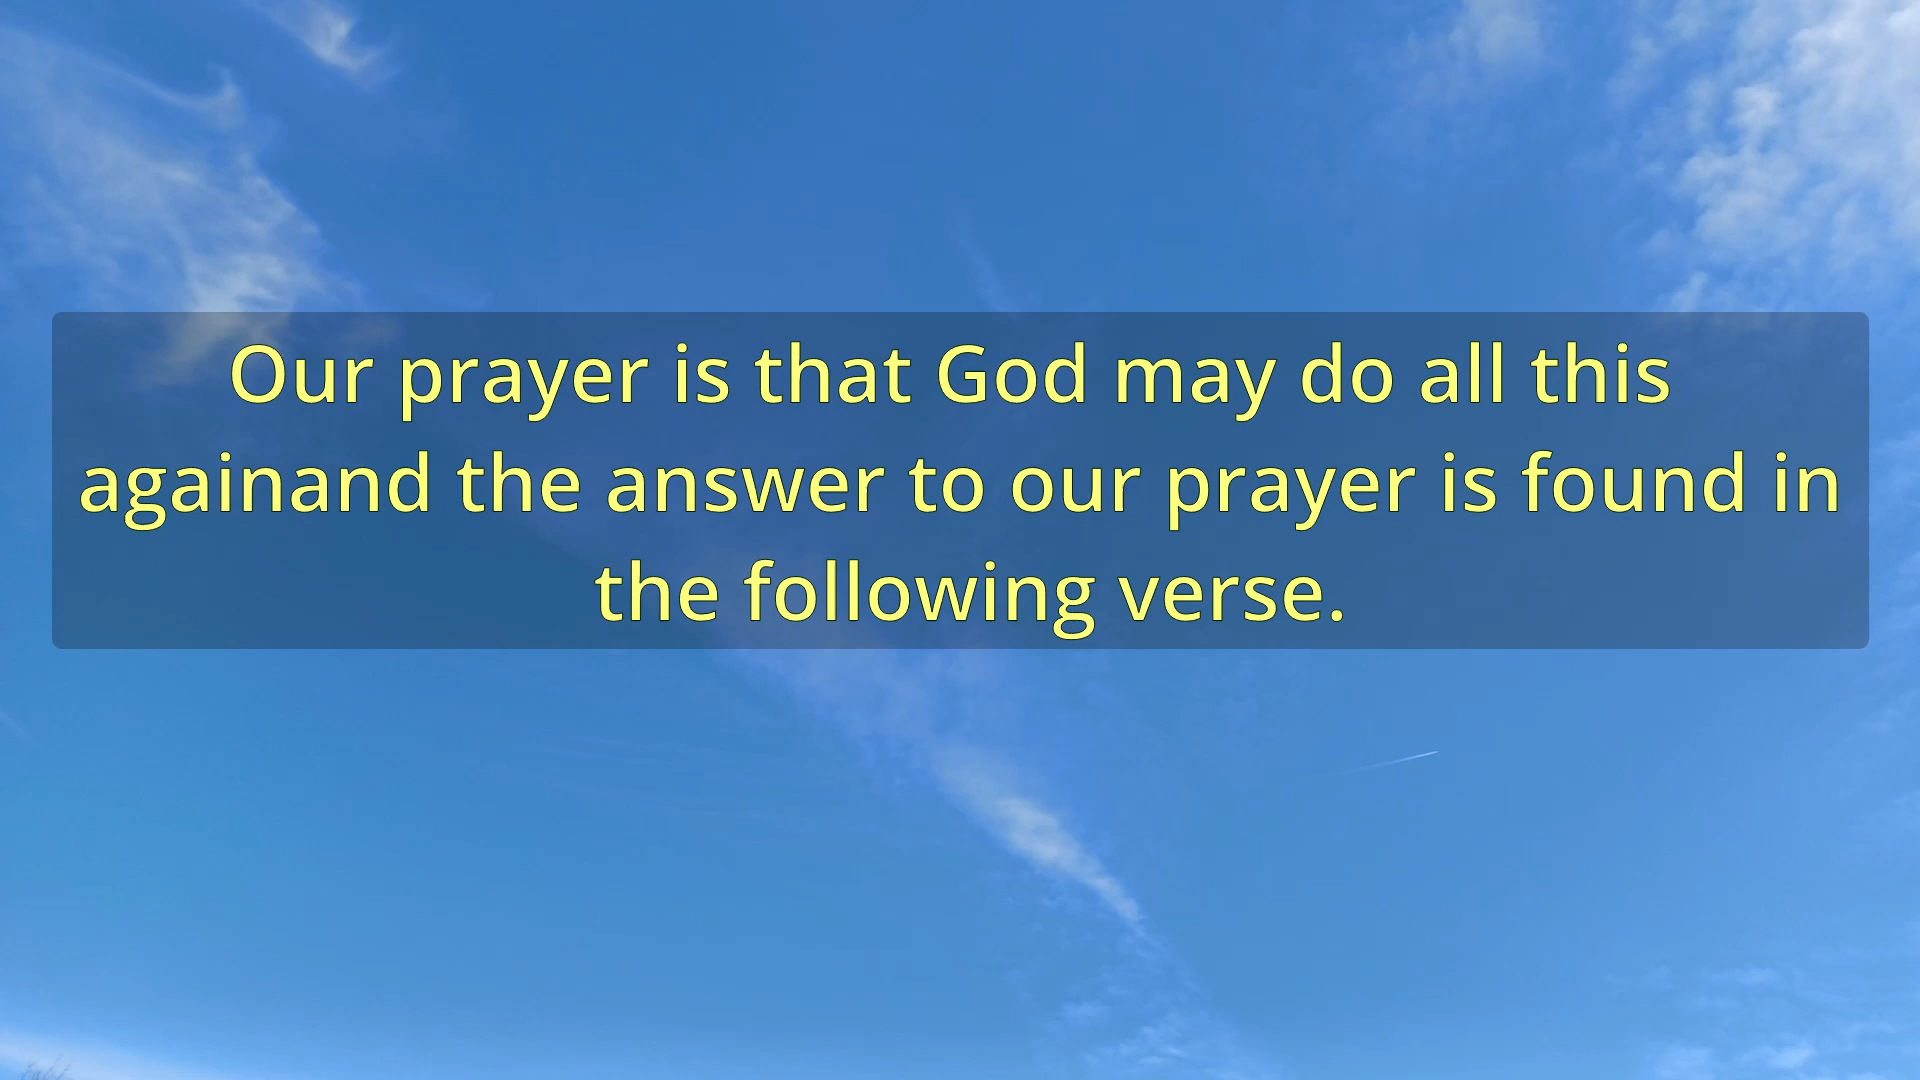 Our prayer is that God may do all this
againand the answer to our prayer is found in
the following verse.